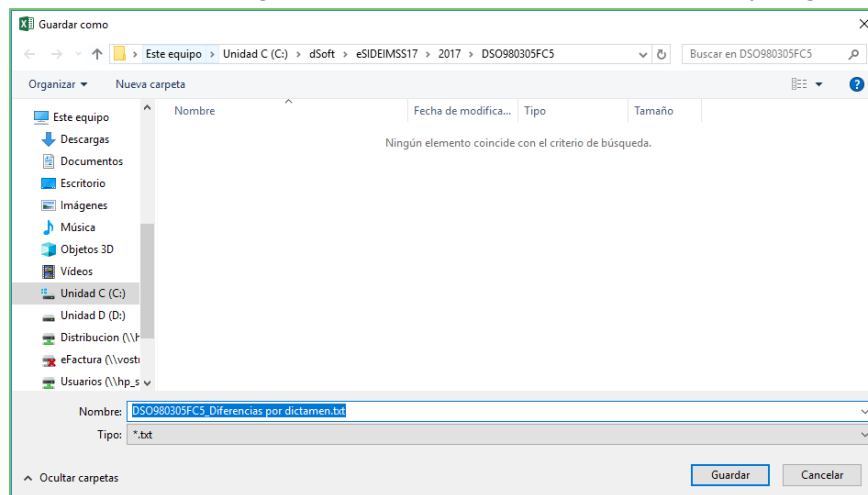 Guardar como
Este equipo > Unidad C (C:) > dSoft > eSIDEIMSS17 > 2017 > DSO980305FC5
Buscar en DSO980305FC5
Organizar
Nueva carpeta
Nombre
Fecha de modifica...
Tipo
Tamaño
Ningún elemento coincide con el criterio de búsqueda.
Este equipo
Descargas
Documentos
Escritorio
Imágenes
Música
Objetos 3D
Vídeos
Unidad C (C:)
Unidad D (D:)
Distribucion (\\h
eFactura (\\vost
Usuarios (\\hp_s
Nombre: DSO980305FC5_Diferencias por dictamen.txt
Tipo: *.txt
Ocultar carpetas
Guardar
Cancelar